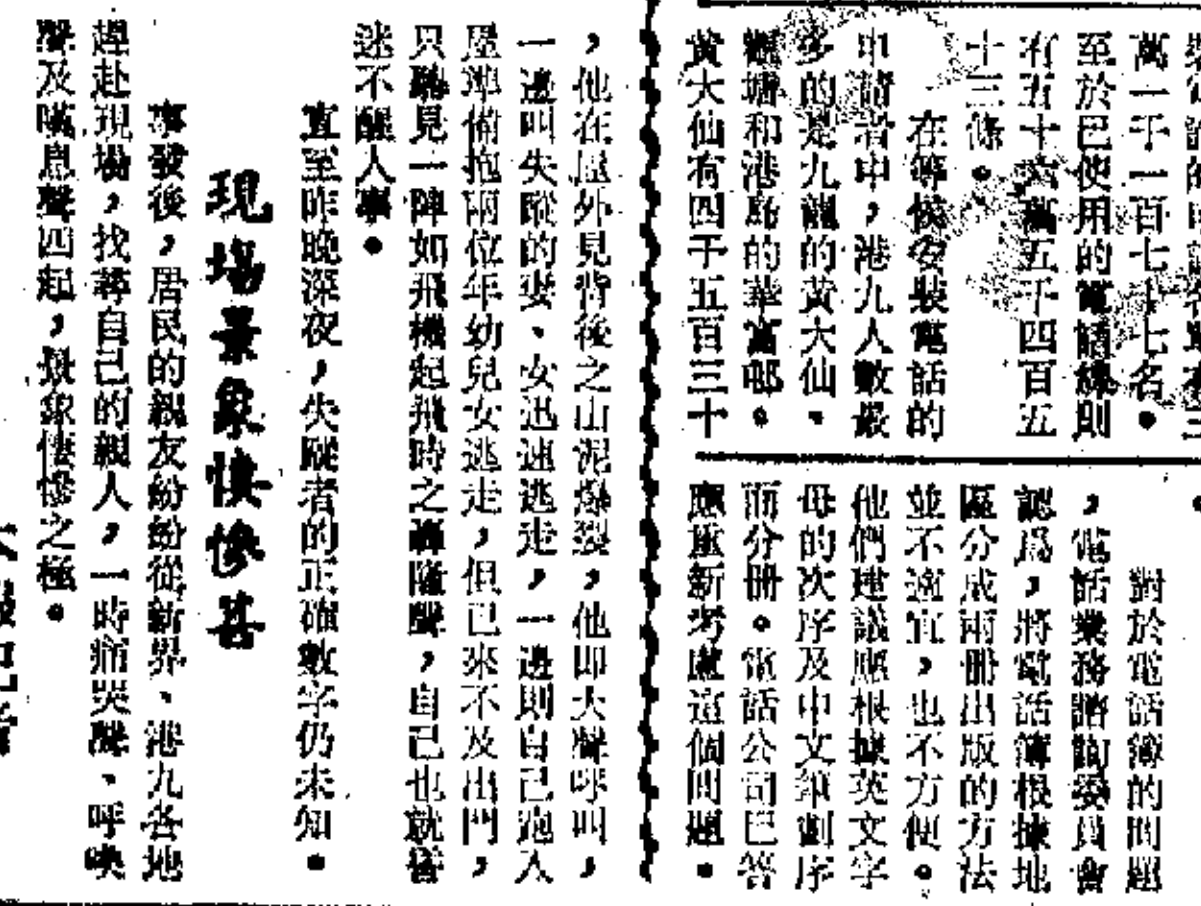 萬一千一百七十七名。
至於已使用的電話線則
有五十萬五千四百五
十三條。
在等候安裝電話的
申請者中，港九人數最
多的是九龍的黃大仙、
觀塘和港島的華富邨。
黃大仙有四千五百三十
對於電話簿的問題
，電話業務諮詢委員會
認爲，將電話簿根據地
區分成兩冊出版的方法
並不適宜，也不方便。
他們建議應根據英文字
母的次序及中文筆劃序
而分冊。電話公司已答
應重新考慮這個問題。
，他在屋外見背後之山泥爆裂，他即大聲呼叫，
一邊叫失蹤的妻、女迅速逃走，一邊則自己跑入
屋準備抱兩位年幼兒女逃走，但已來不及出門，
只聽見一陣如飛機起飛時之轟隆聲，自己也就昏
迷不醒人事。
直至昨晚深夜，失蹤者的正確數字仍未知。
現場景象悽慘甚
事發後，居民的親友紛紛從新界、港九各地
趕赴現場，找尋自己的親人，一時痛哭聲、呼喚
聲及嘆息聲四起，景象悽慘之極。